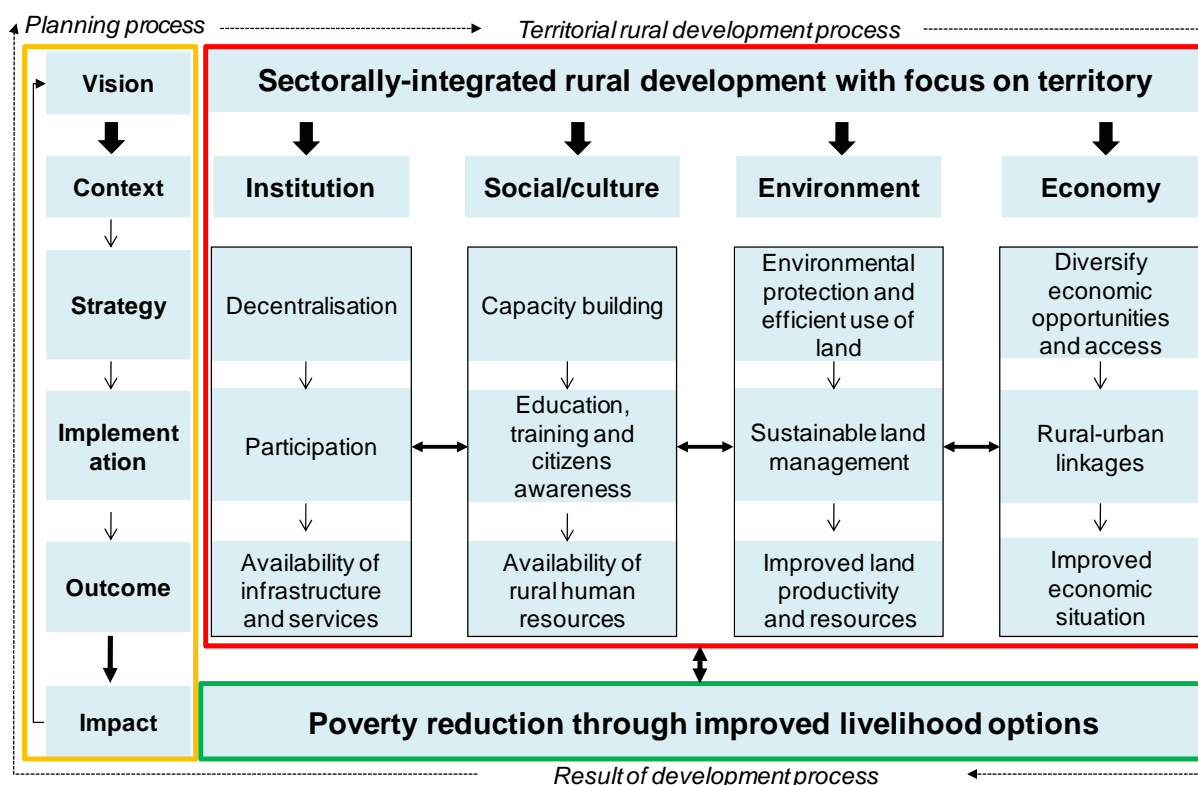 Planning process
Territorial rural development process
Vision
Sectorally-integrated rural development with focus on territory
Context
Institution
Social/culture
Environment
Economy
Strategy
Decentralisation
Capacity building
Environmental
protection and
efficient use of
land
Diversify
economic
opportunities
and access
Implement
ation
Participation
Education,
training and
citizens
awareness
Sustainable land
management
Rural-urban
linkages
Outcome
Availability of
infrastructure
and services
Availability of
rural human
resources
Improved land
productivity
and resources
Improved
economic
situation
Impact
Poverty reduction through improved livelihood options
Result of development process